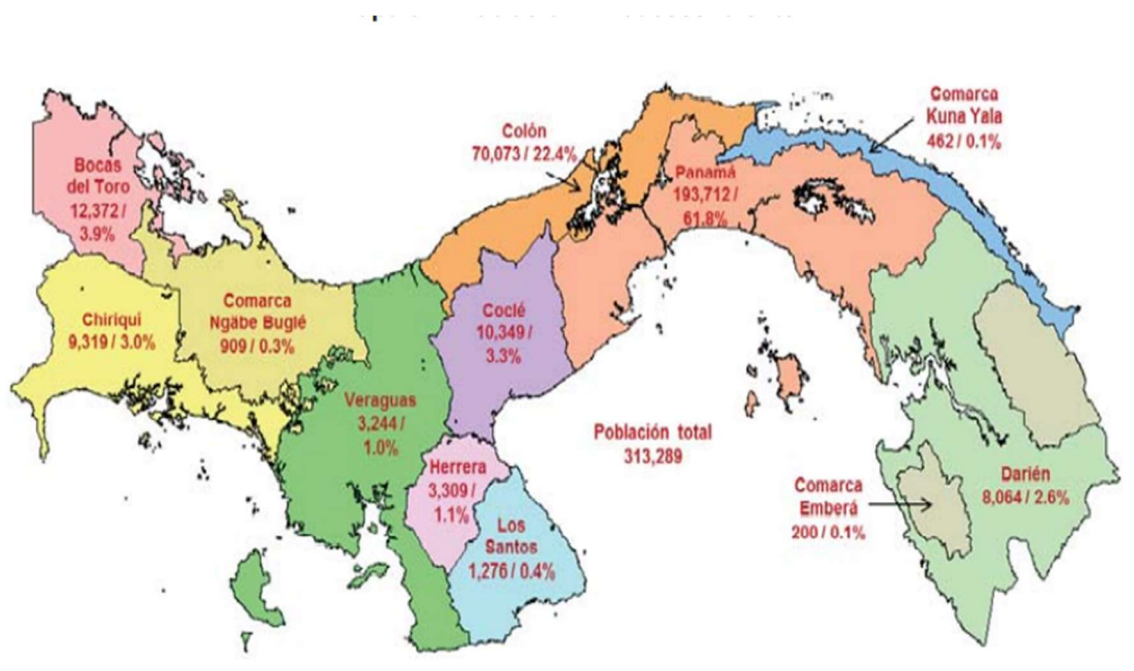 Comarca
Kuna Yala
462 / 0.1%
Colón
70,073 / 22.4%
Bocas
del Toro
12,372 /
3.9%
Panamá
193,712 /
61.8%
Comarca
Ngäbe Buglé
909 / 0.3%
Chiriquí
9,319 / 3.0%
Coclé
10,349 /
3.3%
Veraguas
3,244 /
1.0%
Población total
313,289
Herrera
3,309 /
1.1%
Los
Santos
1,276 / 0.4%
Comarca
Emberá
200 / 0.1%
Darién
8,064 / 2.6%